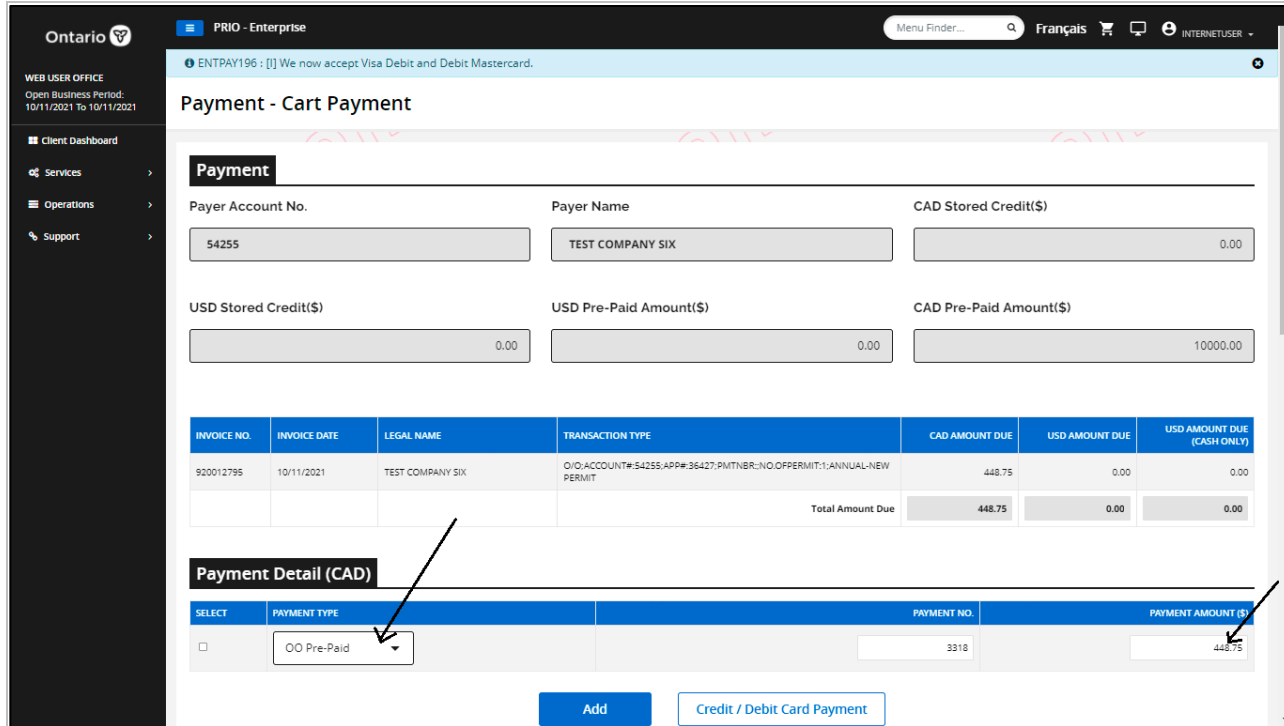 Ontario
PRIO - Enterprise
Menu Finder...
Français
INTERNETUSER
WEB USER OFFICE
Open Business Period:
10/11/2021 To 10/11/2021
Client Dashboard
Services
Operations
Support
ENTPAY196 : [I] We now accept Visa Debit and Debit Mastercard.
Payment - Cart Payment
Payment
Payer Account No. Payer Name CAD Stored Credit($)
54255 TEST COMPANY SIX 0.00
USD Stored Credit($) USD Pre-Paid Amount($) CAD Pre-Paid Amount($)
0.00 0.00 10000.00
INVOICE NO. INVOICE DATE LEGAL NAME TRANSACTION TYPE CAD AMOUNT DUE USD AMOUNT DUE USD AMOUNT DUE
(CASH ONLY)
920012795 10/11/2021 TEST COMPANY SIX O/O;ACCOUNT#:54255;APP#:36427;PMTNBR:;NO.OFPERMIT:1;ANNUAL-NEW 448.75 0.00 0.00
PERMIT
Total Amount Due 448.75 0.00 0.00
Payment Detail (CAD)
SELECT PAYMENT TYPE PAYMENT NO. PAYMENT AMOUNT ($)
OO Pre-Paid 3318 448.75
Add Credit / Debit Card Payment